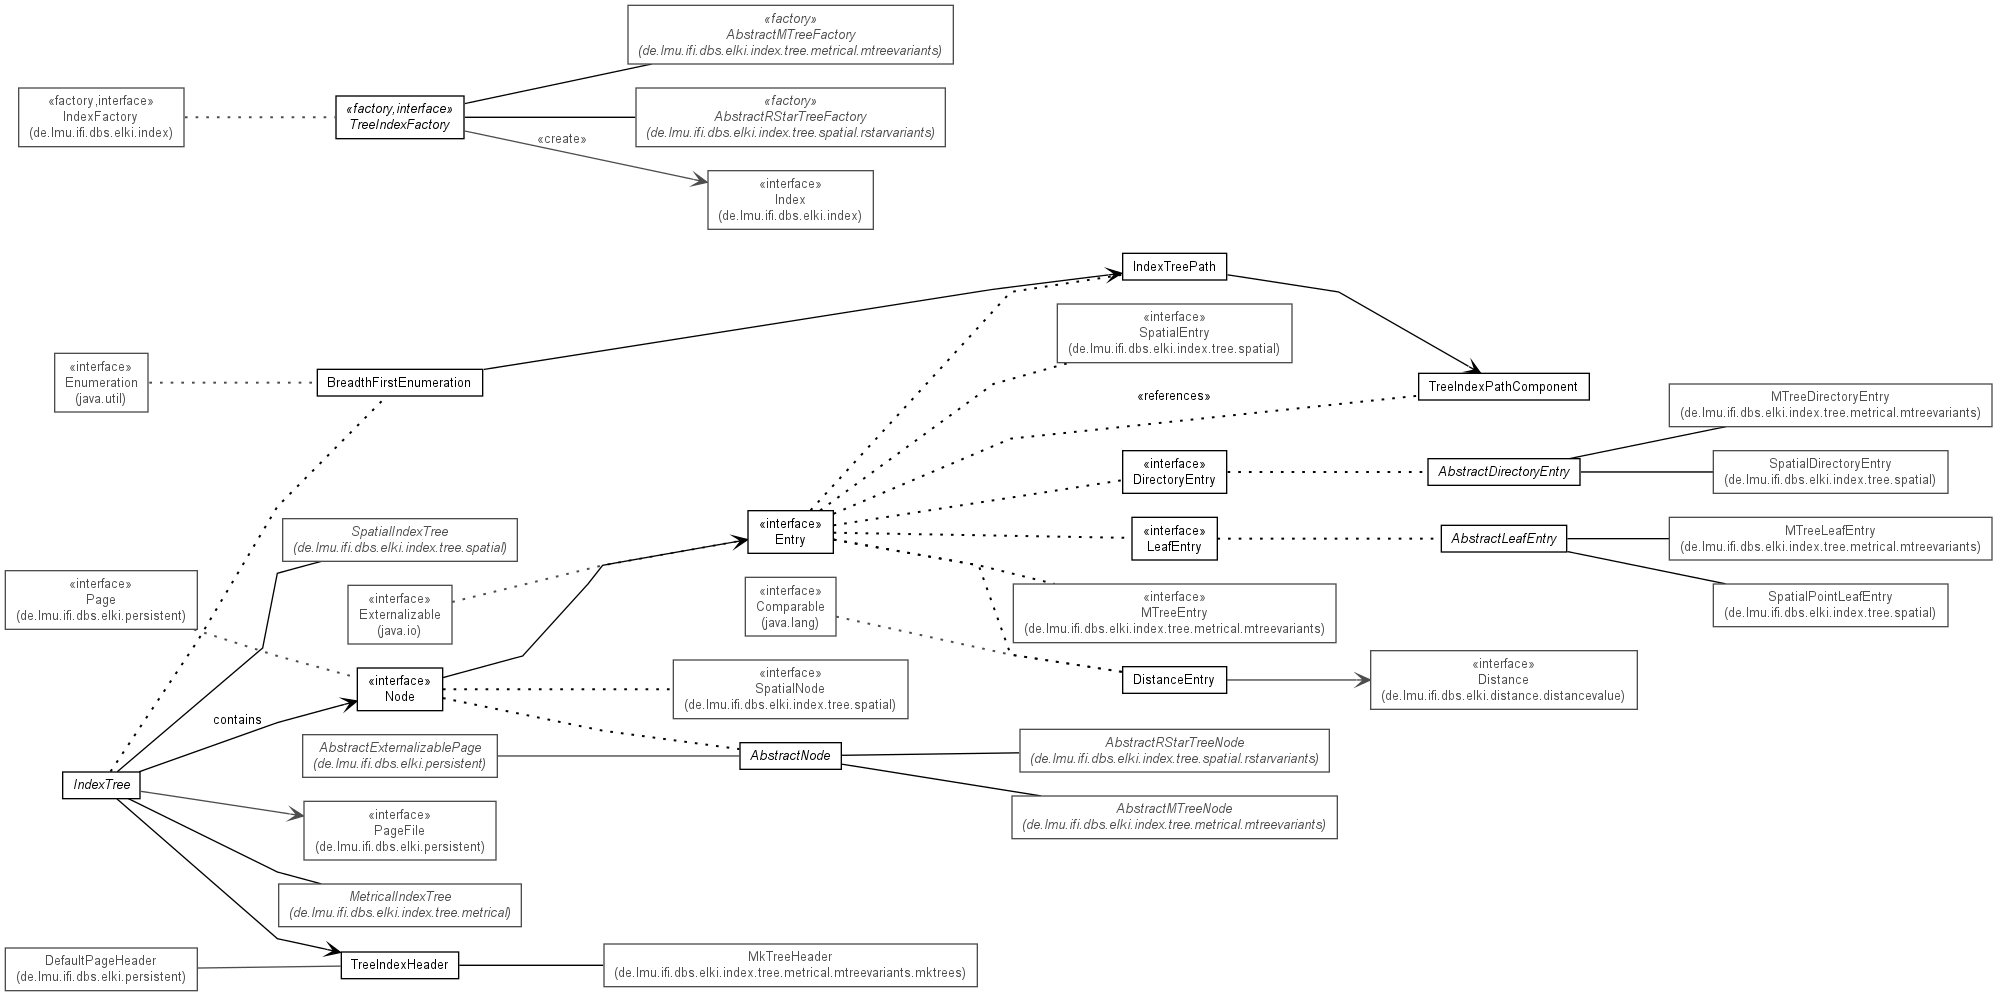 «factory»
AbstractMTreeFactory
(de.lmu.ifi.dbs.elki.index.tree.metrical.mtreevariants)
«factory,interface»
IndexFactory
(de.lmu.ifi.dbs.elki.index)
«factory,interface»
TreeIndexFactory
«factory»
AbstractRStarTreeFactory
(de.lmu.ifi.dbs.elki.index.tree.spatial.rstarvariants)
«create»
«interface»
Index
(de.lmu.ifi.dbs.elki.index)
IndexTreePath
«interface»
SpatialEntry
(de.lmu.ifi.dbs.elki.index.tree.spatial)
«interface»
Enumeration
(java.util)
BreadthFirstEnumeration
TreeIndexPathComponent
«references»
MTreeDirectoryEntry
(de.lmu.ifi.dbs.elki.index.tree.metrical.mtreevariants)
«interface»
DirectoryEntry
AbstractDirectoryEntry
SpatialDirectoryEntry
(de.lmu.ifi.dbs.elki.index.tree.spatial)
«interface»
Entry
«interface»
LeafEntry
AbstractLeafEntry
MTreeLeafEntry
(de.lmu.ifi.dbs.elki.index.tree.metrical.mtreevariants)
SpatialIndexTree
(de.lmu.ifi.dbs.elki.index.tree.spatial)
«interface»
Page
(de.lmu.ifi.dbs.elki.persistent)
«interface»
Externalizable
(java.io)
«interface»
Comparable
(java.lang)
«interface»
MTreeEntry
(de.lmu.ifi.dbs.elki.index.tree.metrical.mtreevariants)
SpatialPointLeafEntry
(de.lmu.ifi.dbs.elki.index.tree.spatial)
«interface»
Node
«interface»
SpatialNode
(de.lmu.ifi.dbs.elki.index.tree.spatial)
DistanceEntry
«interface»
Distance
(de.lmu.ifi.dbs.elki.distance.distancevalue)
contains
AbstractExternalizablePage
(de.lmu.ifi.dbs.elki.persistent)
AbstractNode
AbstractRStarTreeNode
(de.lmu.ifi.dbs.elki.index.tree.spatial.rstarvariants)
IndexTree
«interface»
PageFile
(de.lmu.ifi.dbs.elki.persistent)
AbstractMTreeNode
(de.lmu.ifi.dbs.elki.index.tree.metrical.mtreevariants)
MetricalIndexTree
(de.lmu.ifi.dbs.elki.index.tree.metrical)
DefaultPageHeader
(de.lmu.ifi.dbs.elki.persistent)
TreeIndexHeader
MkTreeHeader
(de.lmu.ifi.dbs.elki.index.tree.metrical.mtreevariants.mktrees)